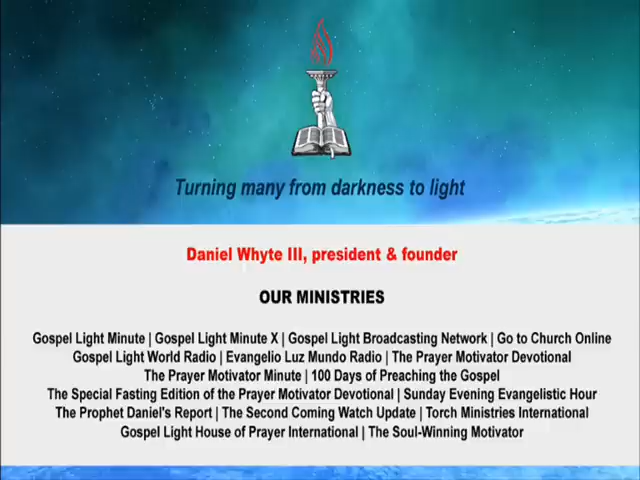 Turning many from darkness to light
Daniel Whyte III, president & founder
OUR MINISTRIES
Gospel Light Minute | Gospel Light Minute X | Gospel Light Broadcasting Network | Go to Church Online
Gospel Light World Radio | Evangelio Luz Mundo Radio | The Prayer Motivator Devotional
The Prayer Motivator Minute | 100 Days of Preaching the Gospel
The Special Fasting Edition of the Prayer Motivator Devotional | Sunday Evening Evangelistic Hour
The Prophet Daniel's Report | The Second Coming Watch Update | Torch Ministries International
Gospel Light House of Prayer International | The Soul-Winning Motivator